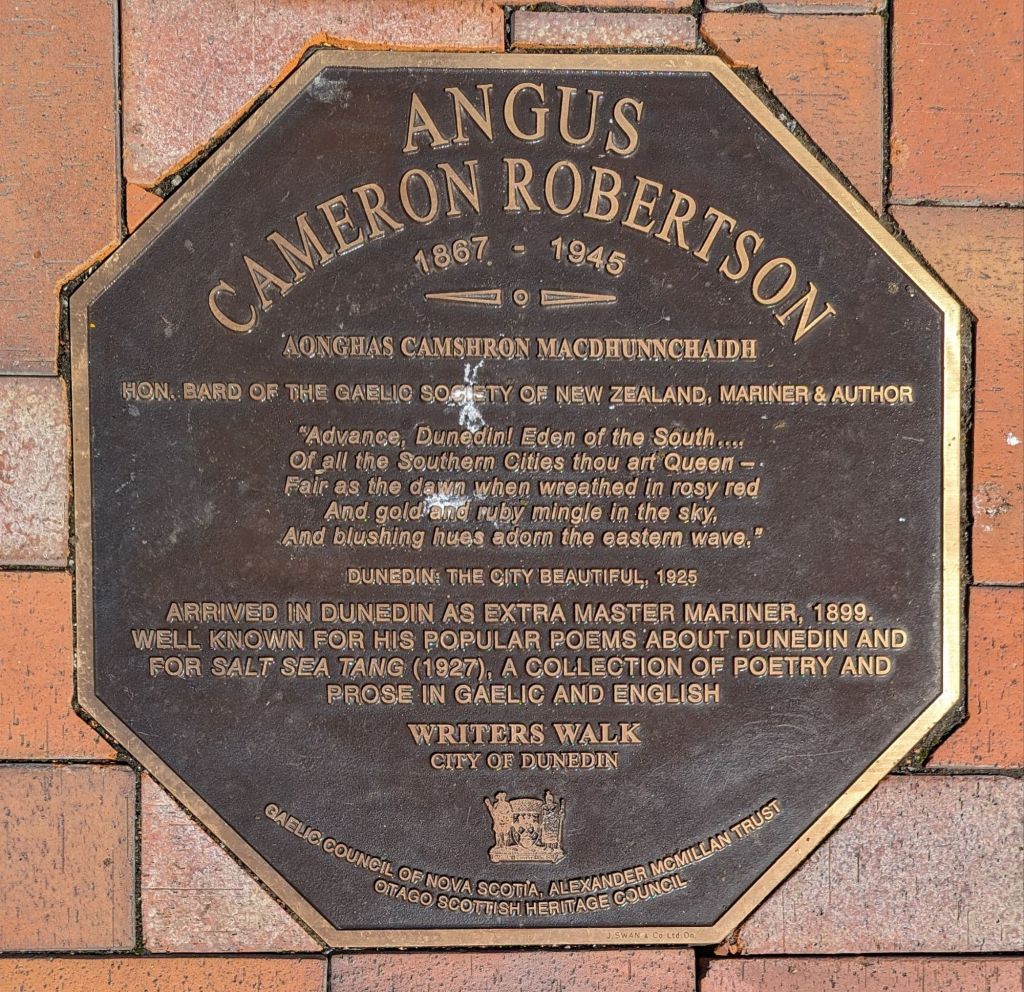 ANGUS
CAMERON ROBERTSON
1867 - 1945
AONGHAS CAMSHRON MACDHUNNCHAIDH
HON. BARD OF THE GAELIC SOCIETY OF NEW ZEALAND, MARINER & AUTHOR
"Advance, Dunedin! Eden of the South....
Of all the Southern Cities thou art Queen –
Fair as the dawn when wreathed in rosy red
And gold and ruby mingle in the sky,
And blushing hues adorn the eastern wave."
DUNEDIN: THE CITY BEAUTIFUL, 1925
ARRIVED IN DUNEDIN AS EXTRA MASTER MARINER, 1899.
WELL KNOWN FOR HIS POPULAR POEMS ABOUT DUNEDIN AND
FOR SALT SEA TANG (1927), A COLLECTION OF POETRY AND
PROSE IN GAELIC AND ENGLISH
WRITERS WALK
CITY OF DUNEDIN
GAELIC COUNCIL OF NOVA SCOTIA, ALEXANDER MCMILLAN TRUST
OTAGO SCOTTISH HERITAGE COUNCIL
J. SWAN & Co. Ltd. Dn.